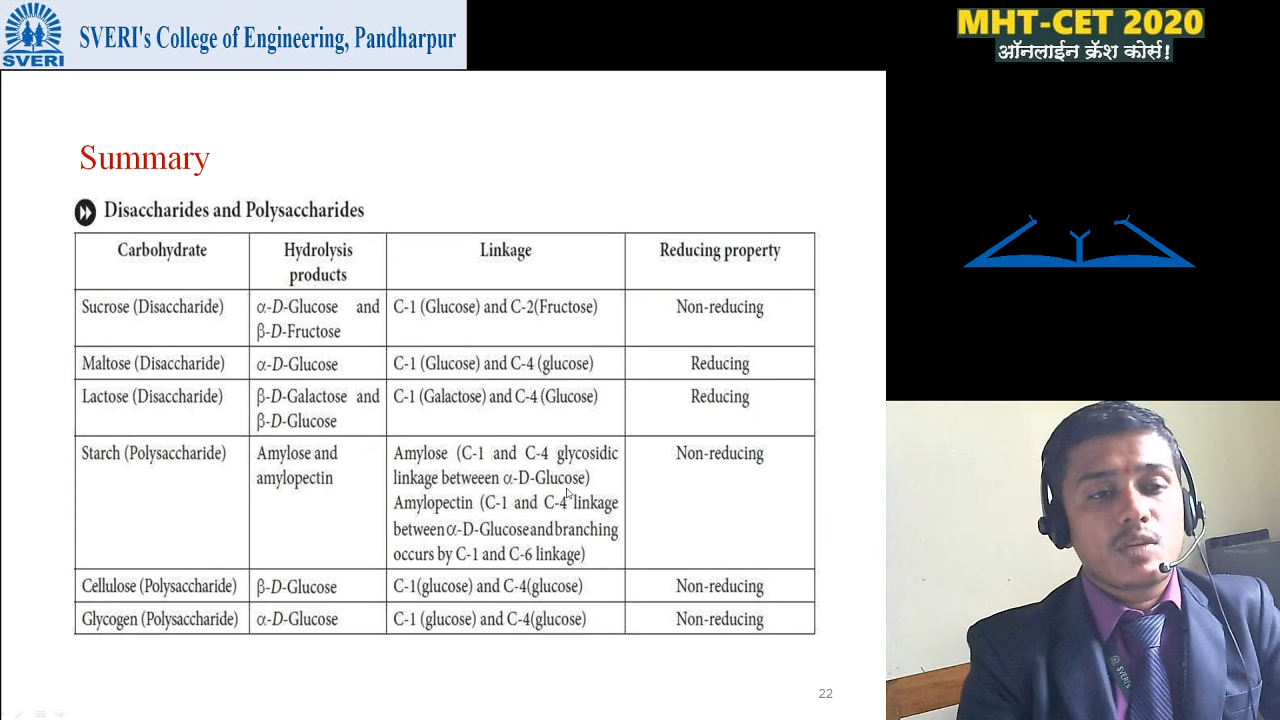 SVERI
SVERI's College of Engineering, Pandharpur
MHT-CET 2020
ऑनलाईन क्रॅश कोर्स!
Summary
Disaccharides and Polysaccharides
Carbohydrate
Hydrolysis
products
Linkage
Reducing property
Sucrose (Disaccharide)
α-D-Glucose and
β-D-Fructose
C-1 (Glucose) and C-2(Fructose)
Non-reducing
Maltose (Disaccharide)
α-D-Glucose
C-1 (Glucose) and C-4 (glucose)
Reducing
Lactose (Disaccharide)
β-D-Galactose and
β-D-Glucose
C-1 (Galactose) and C-4 (Glucose)
Reducing
Starch (Polysaccharide)
Amylose and
amylopectin
Amylose (C-1 and C-4 glycosidic
linkage betweeen α-D-Glucose)
Amylopectin (C-1 and C-4 linkage
between α-D-Glucose and branching
occurs by C-1 and C-6 linkage)
Non-reducing
Cellulose (Polysaccharide)
β-D-Glucose
C-1(glucose) and C-4(glucose)
Non-reducing
Glycogen (Polysaccharide)
α-D-Glucose
C-1 (glucose) and C-4(glucose)
Non-reducing
22
SVERI's